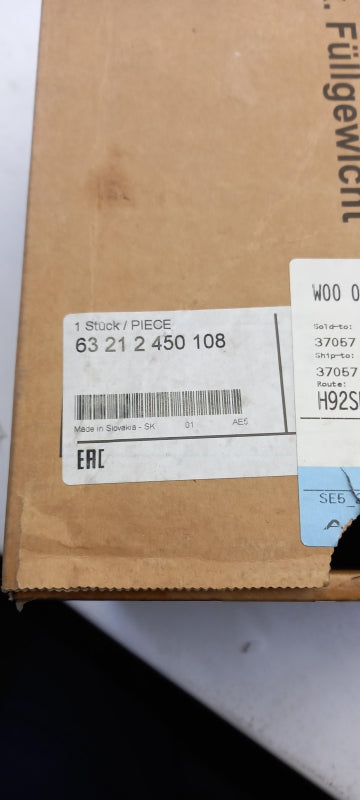 . Füllgewicht
1 Stück / PIECE
63 21 2 450 108
Made in Slovakia - SK 01 AE5
EAC
W00 0
Sold-to:
37057
Ship-to:
37057
Route:
H92S
SE5